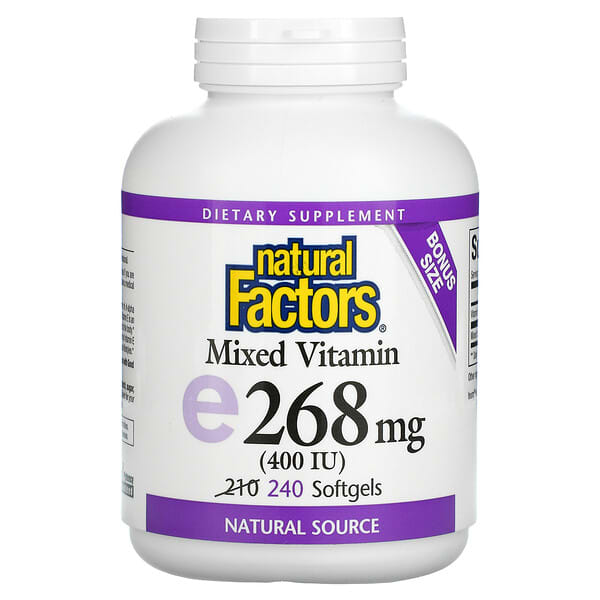 DIETARY SUPPLEMENT
BONUS
SIZE
natural
Factors®
Mixed Vitamin
e 268 mg
(400 IU)
210 240 Softgels
NATURAL SOURCE